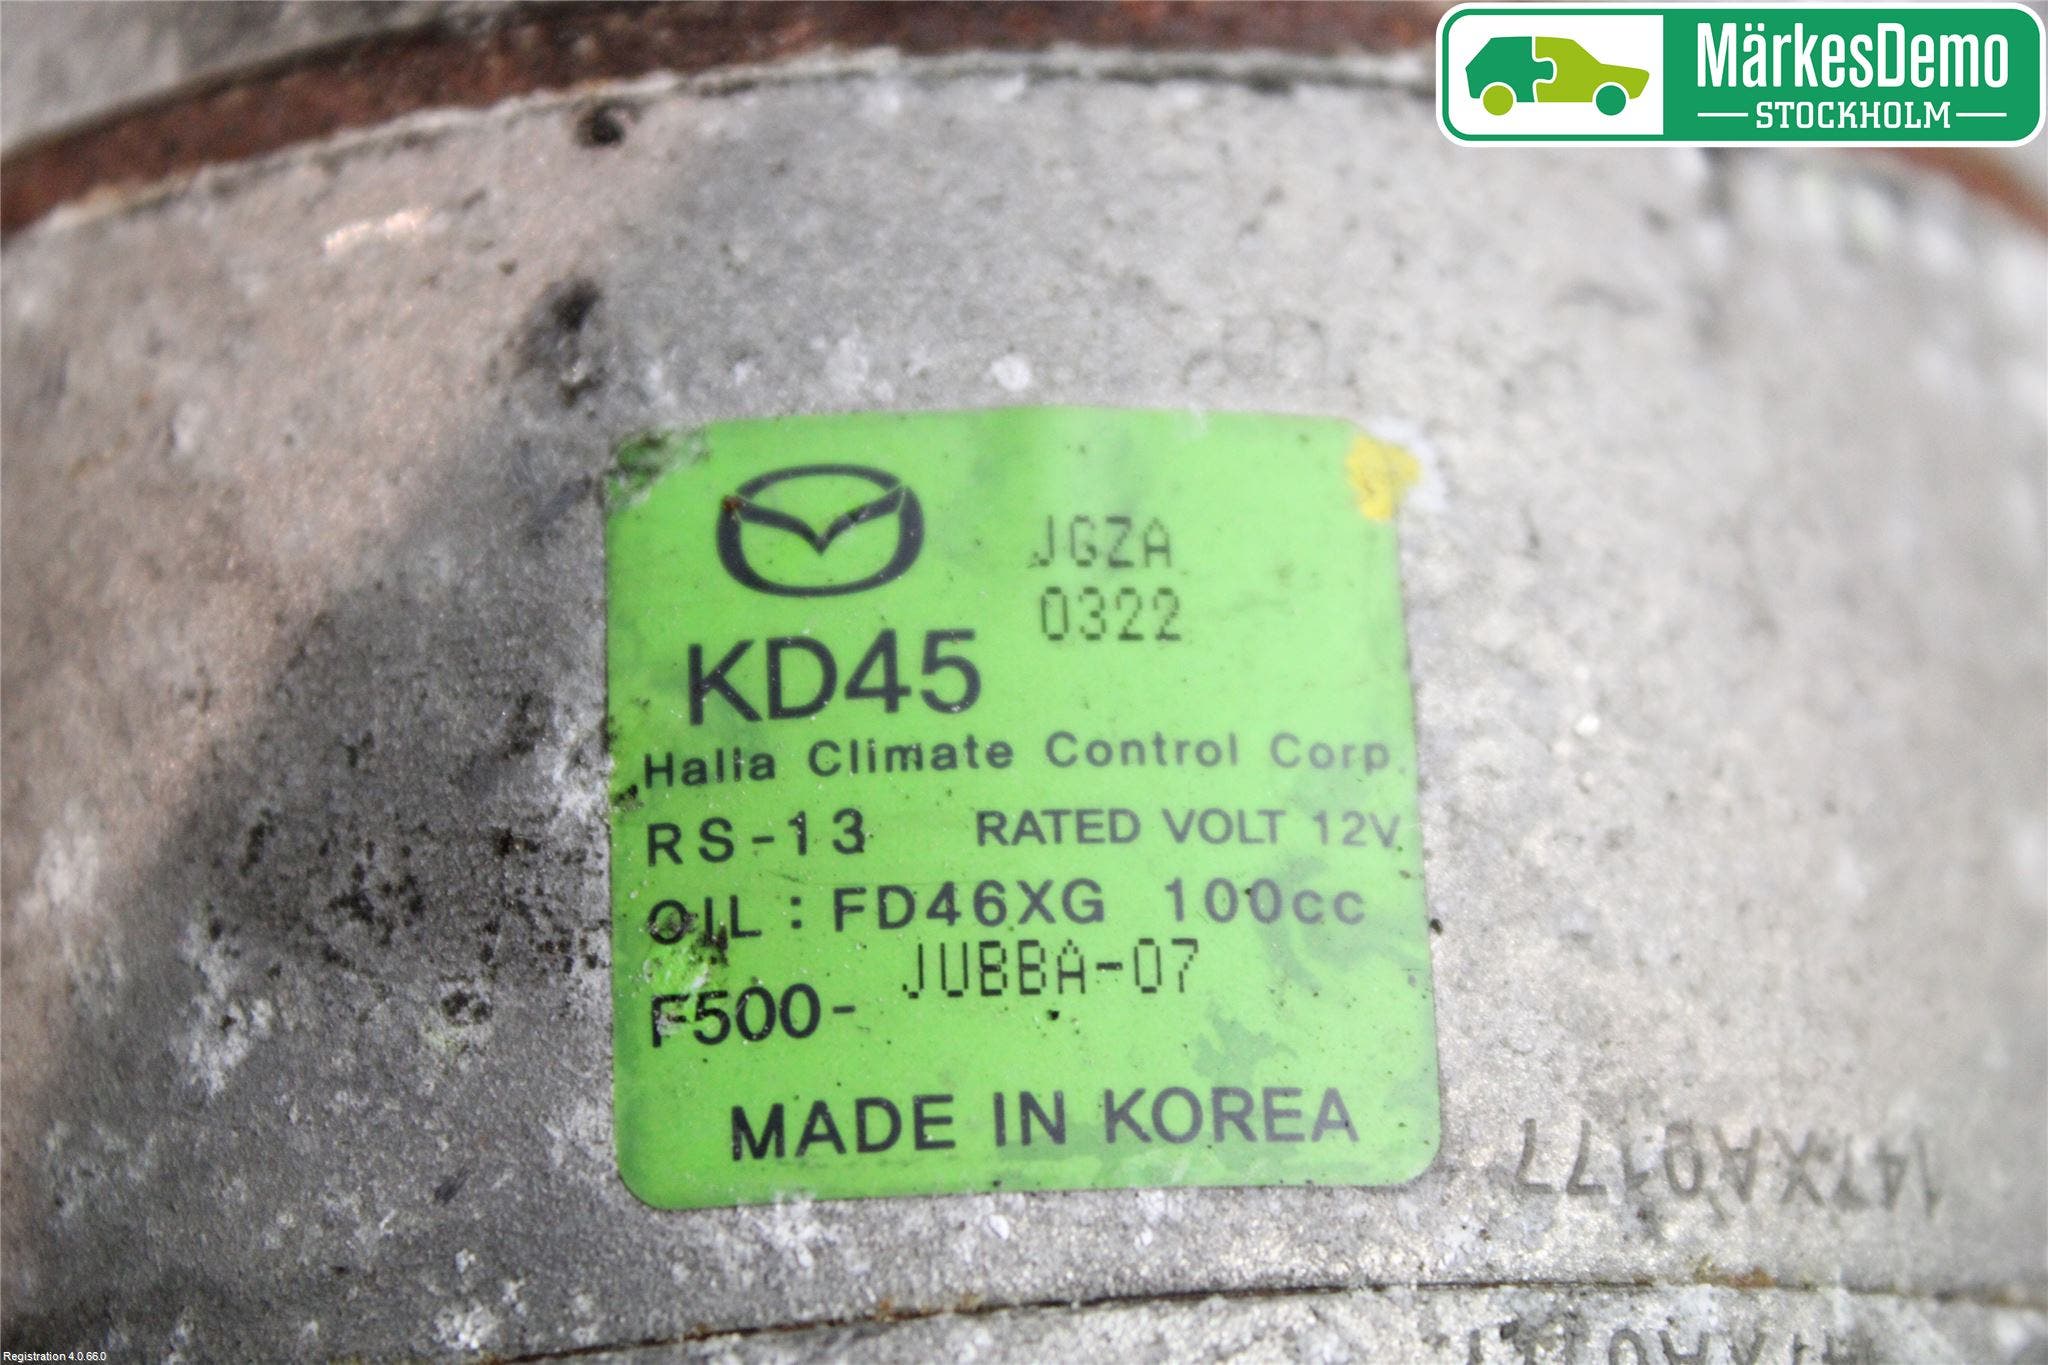 MärkesDemo
STOCKHOLM
JGZA
0322
KD45
Halla Climate Control Corp.
RS-13 RATED VOLT 12V
OIL : FD46XG 100cc
JUBBA-07
F500-
MADE IN KOREA
147XA0177
Registration 4.0.66.0